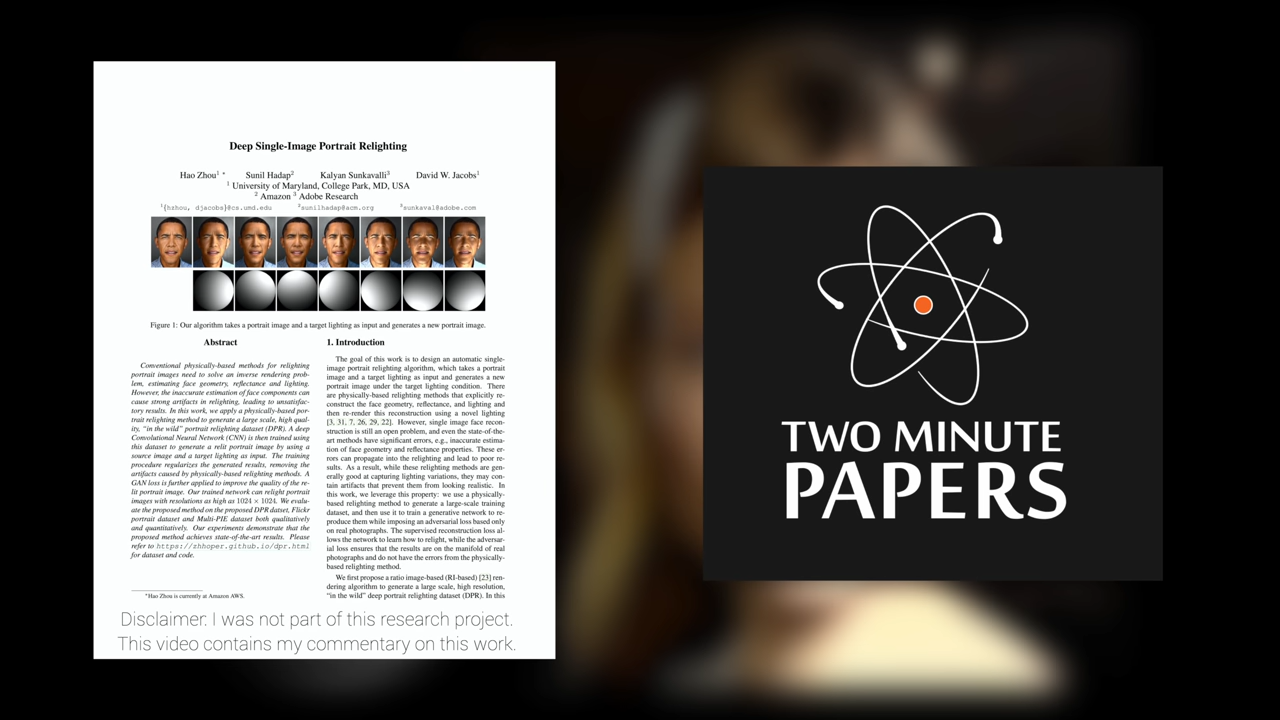 Deep Single-Image Portrait Relighting
Hao Zhou1 * Sunil Hadap2 Kalyan Sunkavalli3 David W. Jacobs1
1 University of Maryland, College Park, MD, USA
2 Amazon 3 Adobe Research
1{hzhou, djacobs}@cs.umd.edu 2sunilhadap@acm.org 3sunkaval@adobe.com
Figure 1: Our algorithm takes a portrait image and a target lighting as input and generates a new portrait image.
Abstract
Conventional physically-based methods for relighting
portrait images need to solve an inverse rendering prob-
lem, estimating face geometry, reflectance and lighting.
However, the inaccurate estimation of face components can
cause strong artifacts in relighting, leading to unsatisfac-
tory results. In this work, we apply a physically-based por-
trait relighting method to generate a large scale, high qual-
ity, "in the wild" portrait relighting dataset (DPR). A deep
Convolutional Neural Network (CNN) is then trained using
this dataset to generate a relit portrait image by using a
source image and a target lighting as input. The training
procedure regularizes the generated results, removing the
artifacts caused by physically-based relighting methods. A
GAN loss is further applied to improve the quality of the re-
lit portrait image. Our trained network can relight portrait
images with resolutions as high as 1024 × 1024. We evalu-
ate the proposed method on the proposed DPR datset, Flickr
portrait dataset and Multi-PIE dataset both qualitatively
and quantitatively. Our experiments demonstrate that the
proposed method achieves state-of-the-art results. Please
refer to https://zhhoper.github.io/dpr.html
for dataset and code.
*Hao Zhou is currently at Amazon AWS.
1. Introduction
The goal of this work is to design an automatic single-
image portrait relighting algorithm, which takes a portrait
image and a target lighting as input and generates a new
portrait image under the target lighting condition. There
are physically-based relighting methods that explicitly re-
construct the face geometry, reflectance, and lighting and
then re-render this reconstruction using a novel lighting
[3, 31, 7, 26, 29, 22]. However, single image face recon-
struction is still an open problem, and even the state-of-the-
art methods have significant errors, e.g., inaccurate estima-
tion of face geometry and reflectance properties. These er-
rors can propagate into the relighting and lead to poor re-
sults. As a result, while these relighting methods are gen-
erally good at capturing lighting variations, they may con-
tain artifacts that prevent them from looking realistic. In
this work, we leverage this property: we use a physically-
based relighting method to generate a large-scale training
dataset, and then use it to train a generative network to re-
produce them while imposing an adversarial loss based only
on real photographs. The supervised reconstruction loss al-
lows the network to learn how to relight, while the adver-
sarial loss ensures that the results are on the manifold of real
photographs and do not have the errors from the physically-
based relighting method.
We first propose a ratio image-based (RI-based) [23] ren-
dering algorithm to generate a large scale, high resolution,
"in the wild" deep portrait relighting dataset (DPR). In this
Disclaimer: I was not part of this research project.
This video contains my commentary on this work.
TWO MINUTE
PAPERS